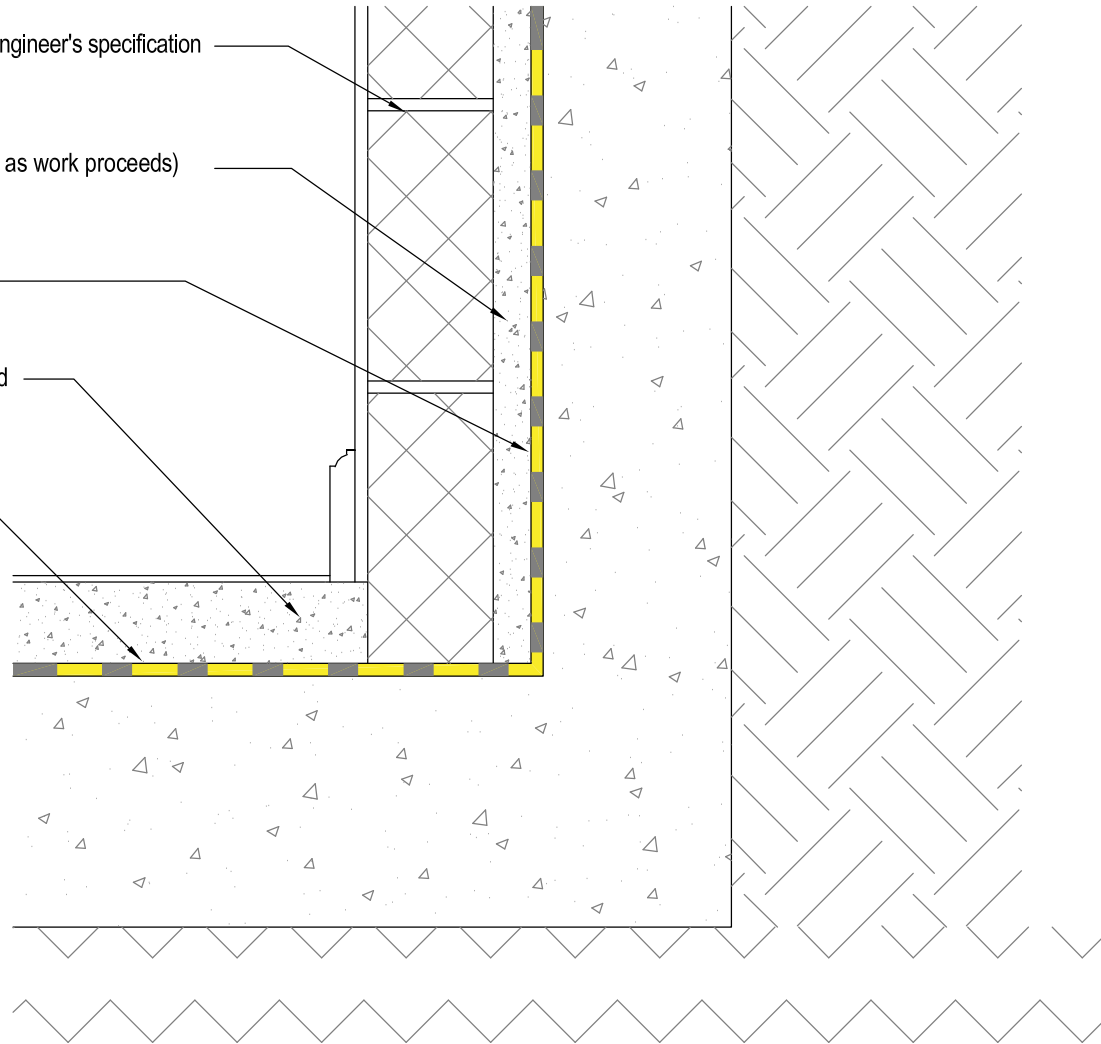 ngineer's specification
as work proceeds)
d